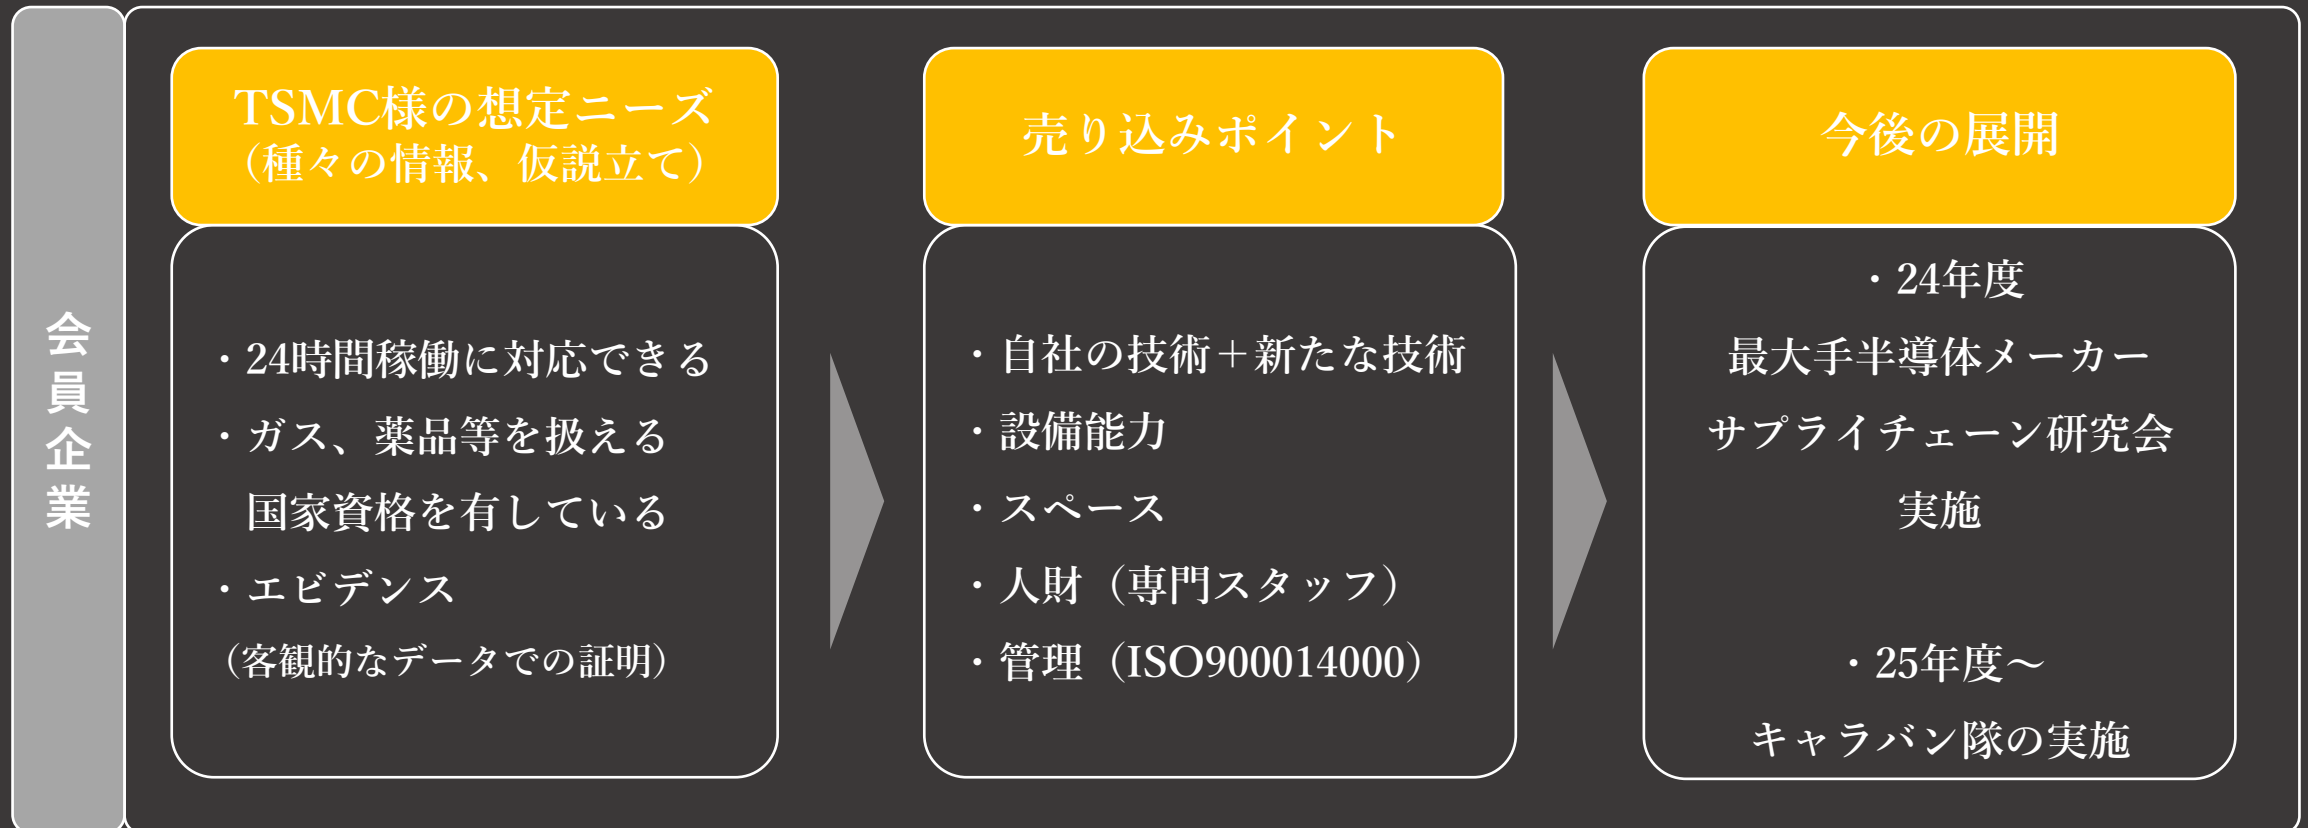 会員企業
TSMC様の想定ニーズ
（種々の情報、仮説立て）
・24時間稼働に対応できる
・ガス、薬品等を扱える
国家資格を有している
・エビデンス
（客観的なデータでの証明）
売り込みポイント
・自社の技術＋新たな技術
・設備能力
・スペース
・人財（専門スタッフ）
・管理（ISO900014000）
今後の展開
・24年度
最大手半導体メーカー
サプライチェーン研究会
実施
・25年度～
キャラバン隊の実施